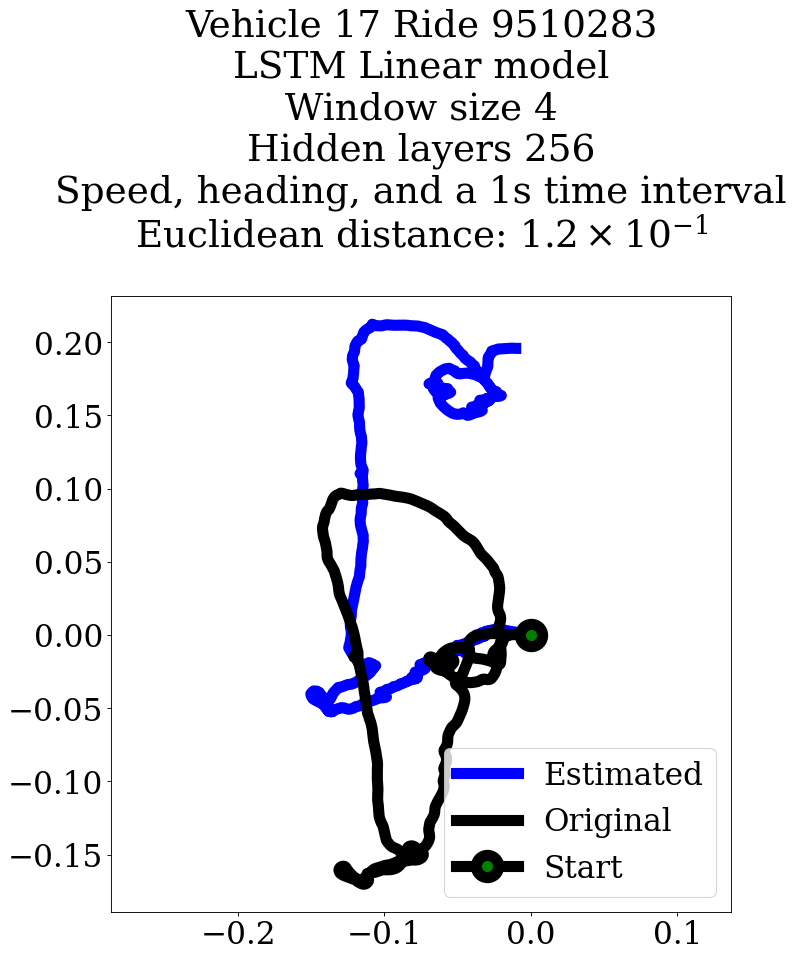 Vehicle 17 Ride 9510283
LSTM Linear model
Window size 4
Hidden layers 256
Speed, heading, and a 1s time interval
Euclidean distance: 1.2 × 10⁻¹
0.20
0.15
0.10
0.05
0.00
−0.05
−0.10
−0.15
Estimated
Original
Start
−0.2
−0.1
0.0
0.1